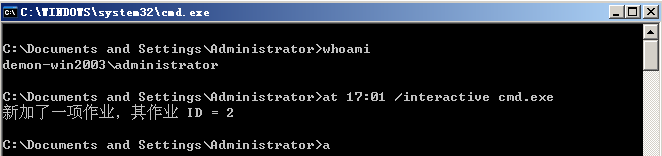 C:\WINDOWS\system32\cmd.exe
C:\Documents and Settings\Administrator>whoami
demon-win2003\administrator
C:\Documents and Settings\Administrator>at 17:01 /interactive cmd.exe
新加了一项作业，其作业 ID = 2
C:\Documents and Settings\Administrator>a